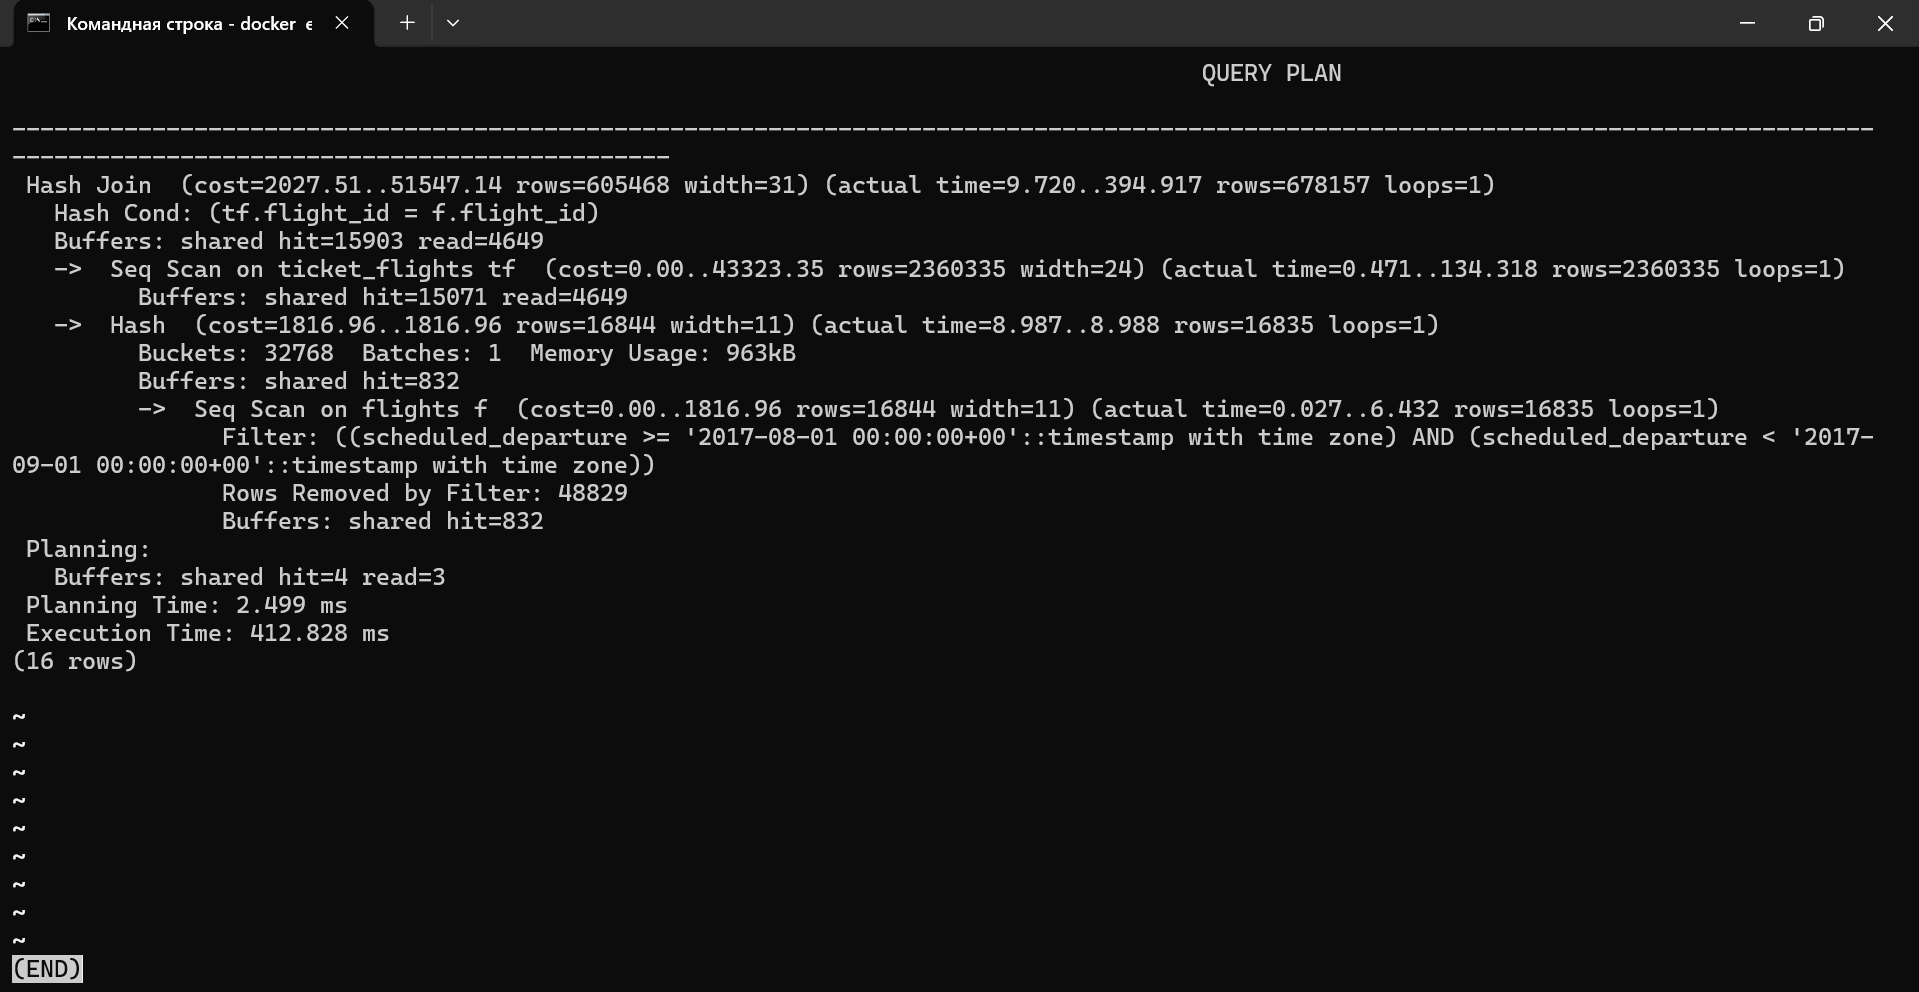 Командная строка - docker e
QUERY PLAN
-------------------------------------------------------------------------------------------------------------------------------------
-----------------------------------------------
 Hash Join  (cost=2027.51..51547.14 rows=605468 width=31) (actual time=9.720..394.917 rows=678157 loops=1)
   Hash Cond: (tf.flight_id = f.flight_id)
   Buffers: shared hit=15903 read=4649
   ->  Seq Scan on ticket_flights tf  (cost=0.00..43323.35 rows=2360335 width=24) (actual time=0.471..134.318 rows=2360335 loops=1)
         Buffers: shared hit=15071 read=4649
   ->  Hash  (cost=1816.96..1816.96 rows=16844 width=11) (actual time=8.987..8.988 rows=16835 loops=1)
         Buckets: 32768  Batches: 1  Memory Usage: 963kB
         Buffers: shared hit=832
         ->  Seq Scan on flights f  (cost=0.00..1816.96 rows=16844 width=11) (actual time=0.027..6.432 rows=16835 loops=1)
               Filter: ((scheduled_departure >= '2017-08-01 00:00:00+00'::timestamp with time zone) AND (scheduled_departure < '2017-
09-01 00:00:00+00'::timestamp with time zone))
               Rows Removed by Filter: 48829
               Buffers: shared hit=832
 Planning:
   Buffers: shared hit=4 read=3
 Planning Time: 2.499 ms
 Execution Time: 412.828 ms
(16 rows)
~
~
~
~
~
~
~
~
~
(END)